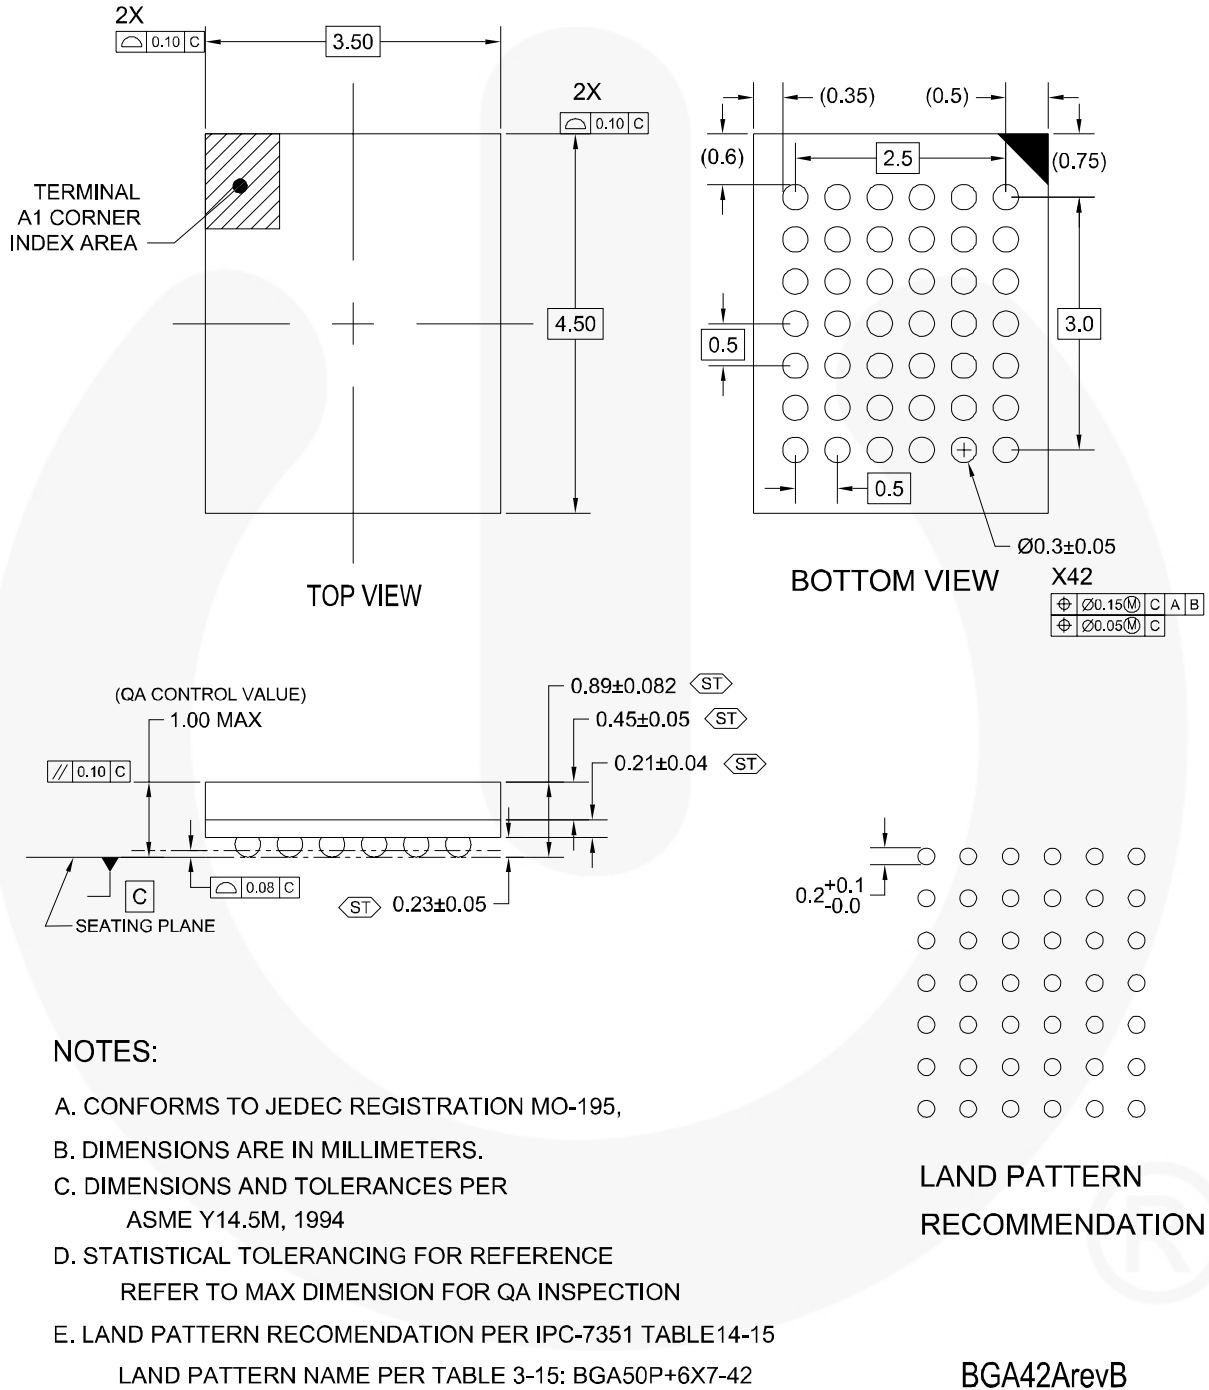 2X
⌓ 0.10 C
3.50
2X
⌓ 0.10 C
TERMINAL
A1 CORNER
INDEX AREA
4.50
TOP VIEW
(0.35)
(0.5)
(0.6)
2.5
(0.75)
0.5
3.0
0.5
Ø0.3±0.05
X42
⌖ Ø0.15Ⓜ C A B
⌖ Ø0.05Ⓜ C
BOTTOM VIEW
(QA CONTROL VALUE)
1.00 MAX
0.89±0.082 ST
0.45±0.05 ST
0.21±0.04 ST
// 0.10 C
⌓ 0.08 C
C
SEATING PLANE
ST 0.23±0.05
0.2+0.1
-0.0
LAND PATTERN
RECOMMENDATION
NOTES:
A. CONFORMS TO JEDEC REGISTRATION MO-195,
B. DIMENSIONS ARE IN MILLIMETERS.
C. DIMENSIONS AND TOLERANCES PER
ASME Y14.5M, 1994
D. STATISTICAL TOLERANCING FOR REFERENCE
REFER TO MAX DIMENSION FOR QA INSPECTION
E. LAND PATTERN RECOMENDATION PER IPC-7351 TABLE14-15
LAND PATTERN NAME PER TABLE 3-15: BGA50P+6X7-42
®
BGA42ArevB